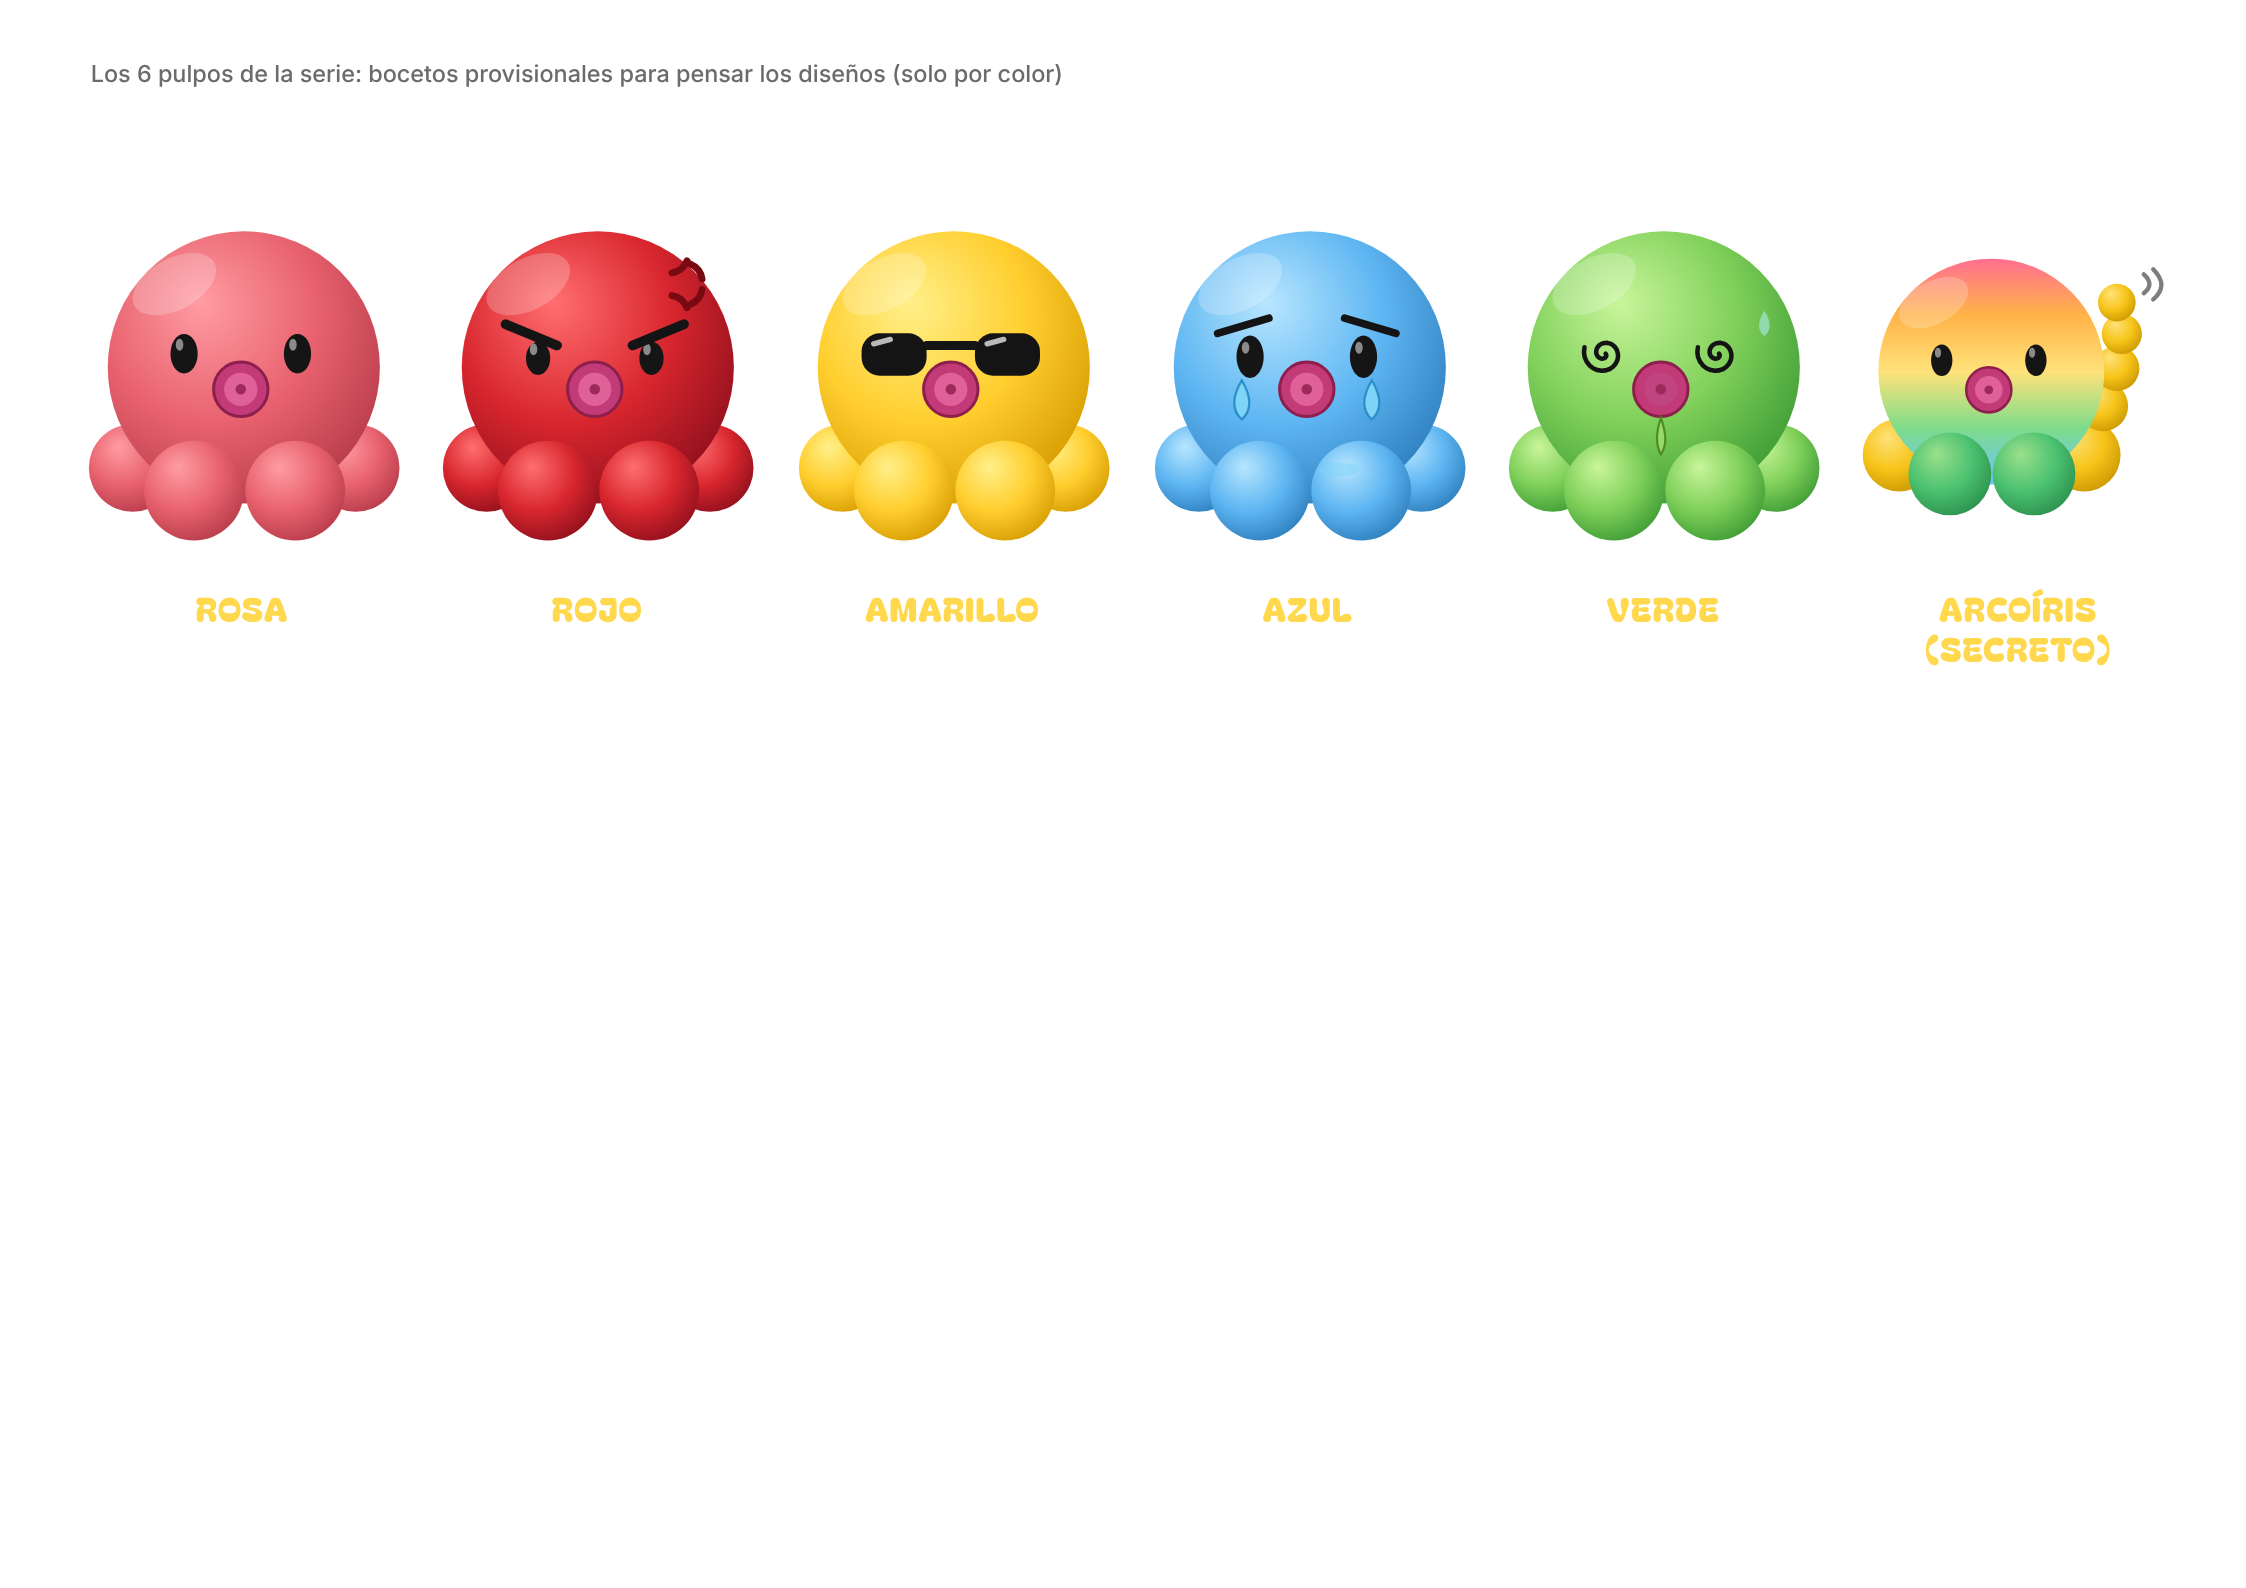 Los 6 pulpos de la serie: bocetos provisionales para pensar los diseños (solo por color)
ROSA
ROJO
AMARILLO
AZUL
VERDE
ARCOÍRIS
(SECRETO)